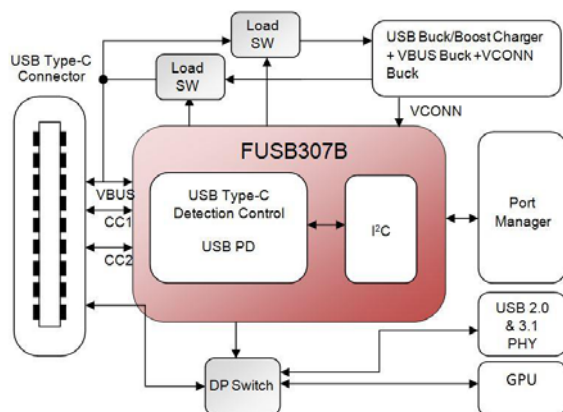 Load
SW
USB Buck/Boost Charger
+ VBUS Buck +VCONN
Buck
USB Type-C
Connector
Load
SW
VCONN
FUSB307B
VBUS
CC1
CC2
USB Type-C
Detection Control
USB PD
I²C
Port
Manager
USB 2.0
& 3.1
PHY
DP Switch
GPU